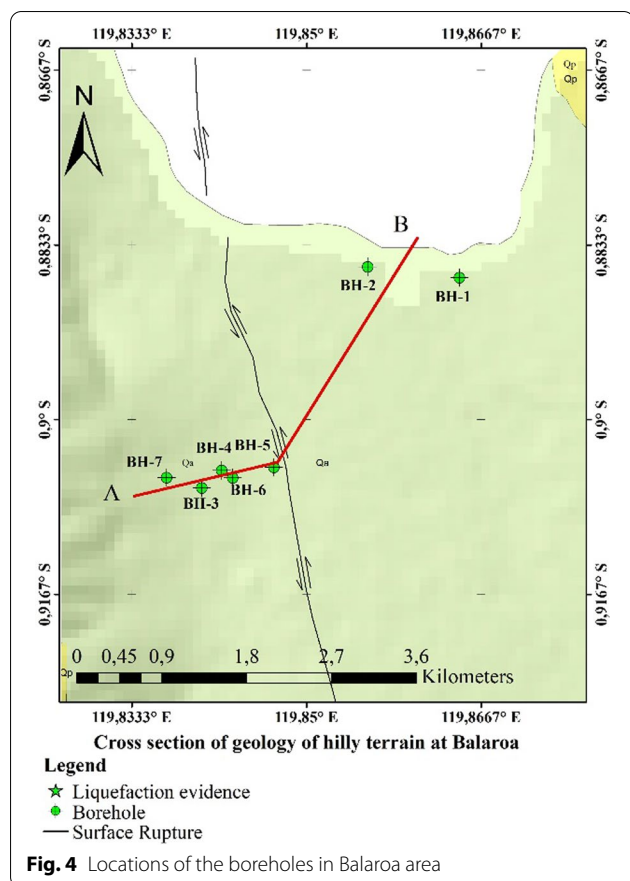 119,8333° E 119,85° E 119,8667° E
0,8667° S
0,8667° S
Qp
Qp
N
B
0,8833° S
0,8833° S
BH-2
BH-1
0,9° S
0,9° S
BH-4 BH-5
BH-7 Qa
Qa
BH-6
A
BH-3
0,9167° S
0,9167° S
0 0,45 0,9 1,8 2,7 3,6
Kilometers
Qp
119,8333° E 119,85° E 119,8667° E
Cross section of geology of hilly terrain at Balaroa
Legend
Liquefaction evidence
Borehole
Surface Rupture
Fig. 4 Locations of the boreholes in Balaroa area